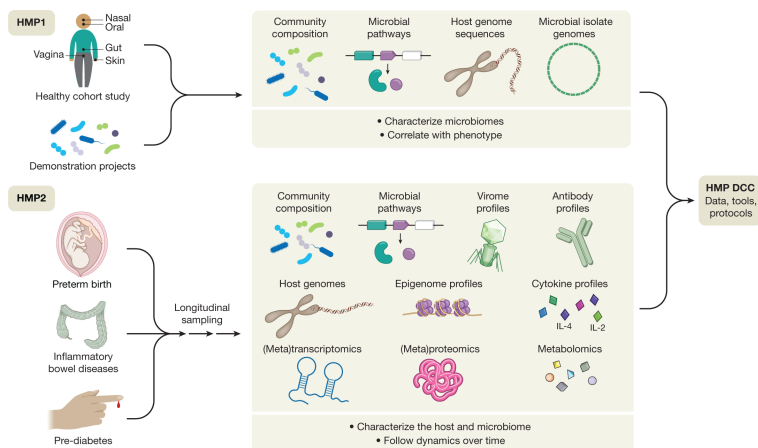 HMP1
Nasal
Oral
Gut
Vagina
Skin
Healthy cohort study
Demonstration projects
Community
composition
Microbial
pathways
Host genome
sequences
Microbial isolate
genomes
• Characterize microbiomes
• Correlate with phenotype
HMP2
Preterm birth
Inflammatory
bowel diseases
Pre-diabetes
Longitudinal
sampling
Community
composition
Microbial
pathways
Virome
profiles
Antibody
profiles
Host genomes
Epigenome profiles
Cytokine profiles
IL-4
IL-2
(Meta)transcriptomics
(Meta)proteomics
Metabolomics
• Characterize the host and microbiome
• Follow dynamics over time
HMP DCC
Data, tools,
protocols